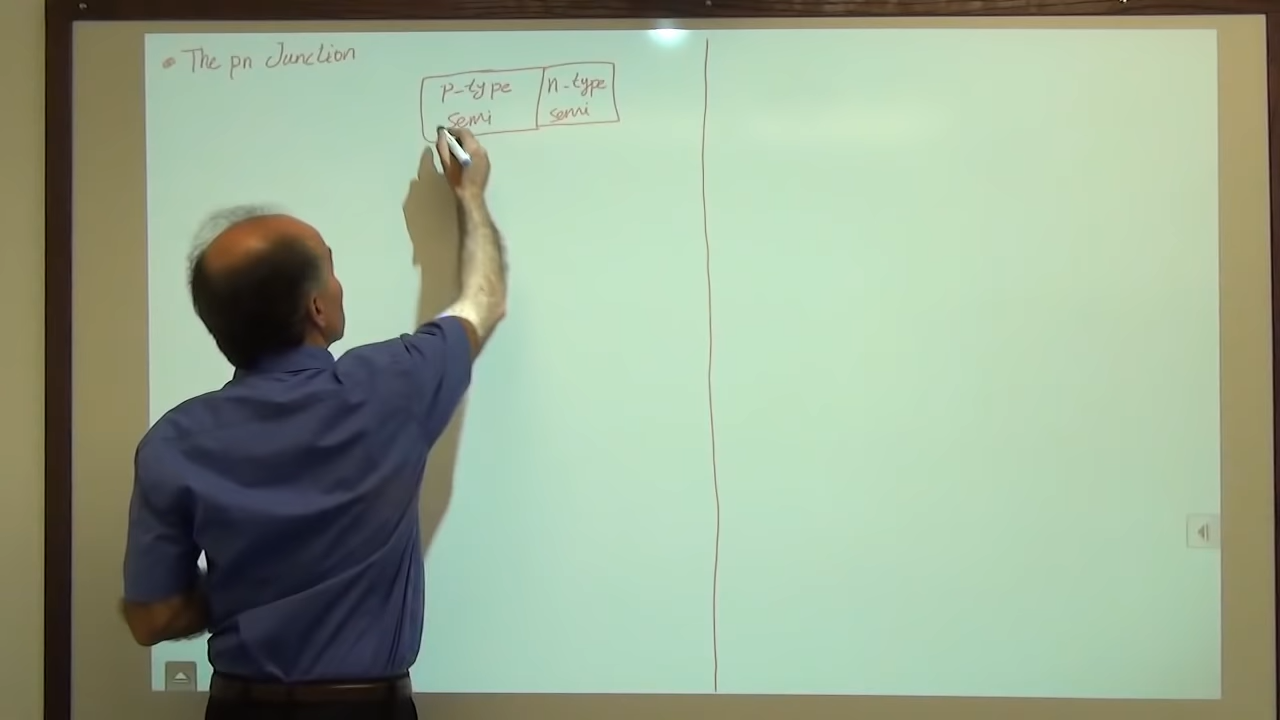 • The pn Junction
p-type
semi
n-type
semi